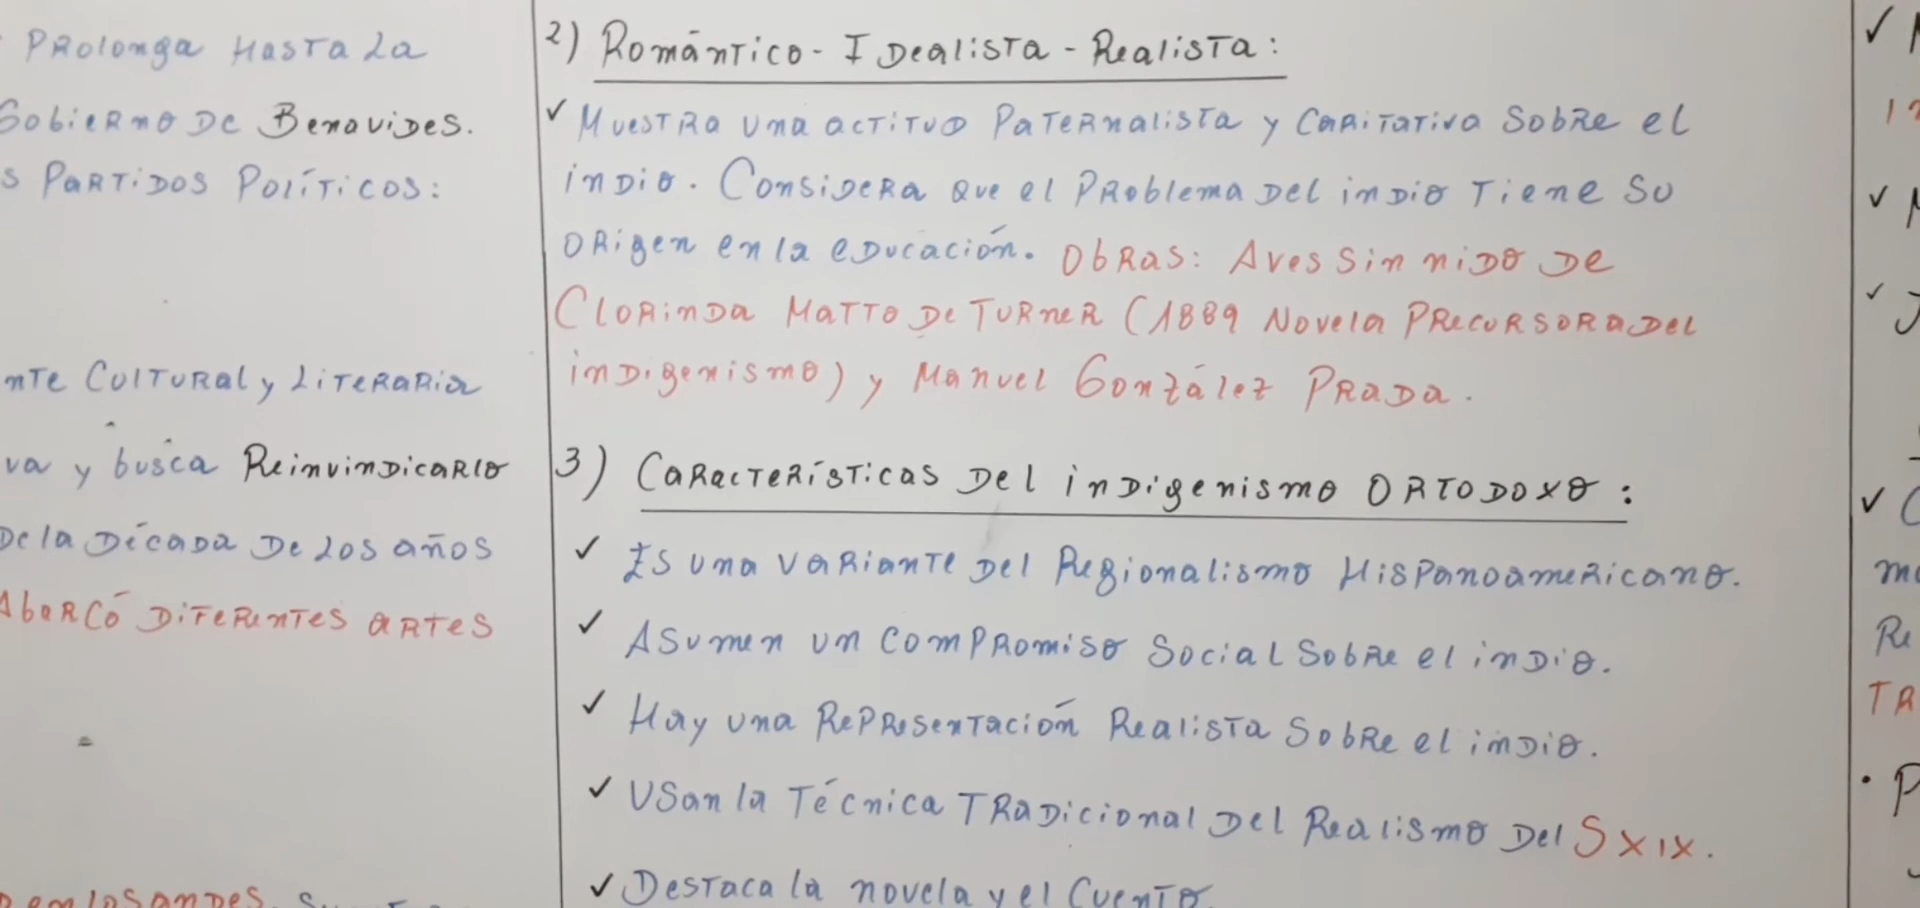 Prolonga hasta la
Gobierno de Benavides.
s Partidos Políticos:
nte Cultural y Literaria
va y busca Reinvindicarlo
de la década de los años
Abarcó diferentes artes
en los andes.
2) Romántico - Idealista - Realista:
✓ Muestra una actitud Paternalista y Caritativa Sobre el
indio. Considera que el Problema del indio Tiene Su
origen en la educación. Obras: Aves Sin nido de
Clorinda Matto de Turner (1889 Novela Precursora del
indigenismo) y Manuel González Prada.
3) Características del indigenismo Ortodoxo:
✓ Es una variante del Regionalismo Hispanoamericano.
✓ Asumen un compromiso Social Sobre el indio.
✓ Hay una Representación Realista Sobre el indio.
✓ Usan la Técnica Tradicional del Realismo del S XIX.
✓ Destaca la novela y el Cuento.